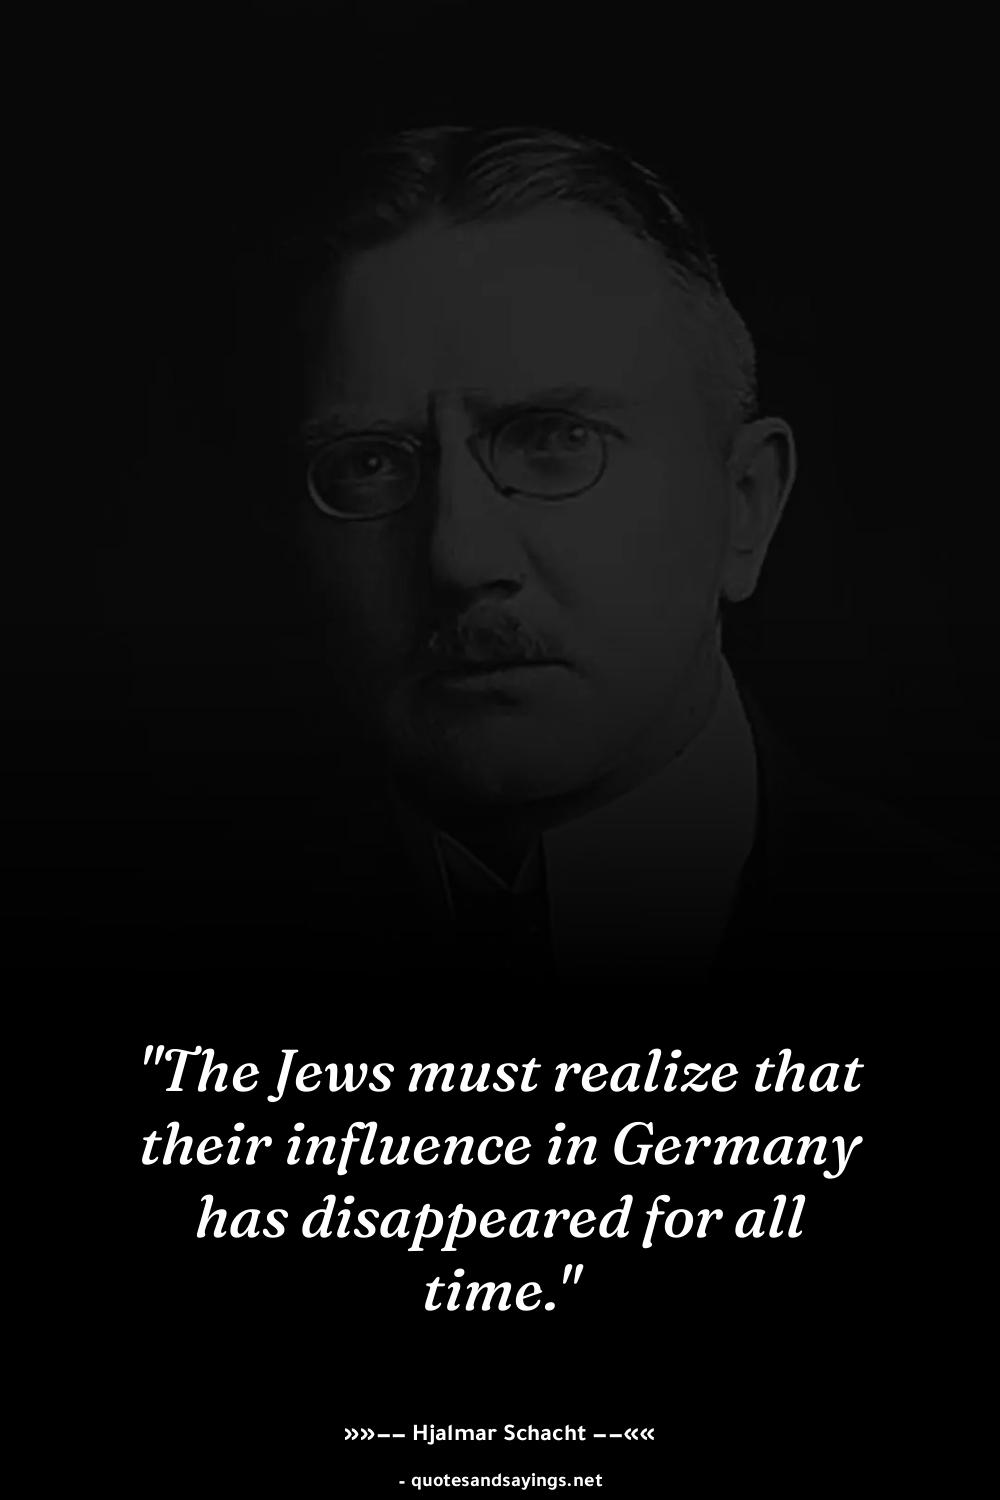 "The Jews must realize that
their influence in Germany
has disappeared for all
time."
»»−− Hjalmar Schacht −−««
- quotesandsayings.net